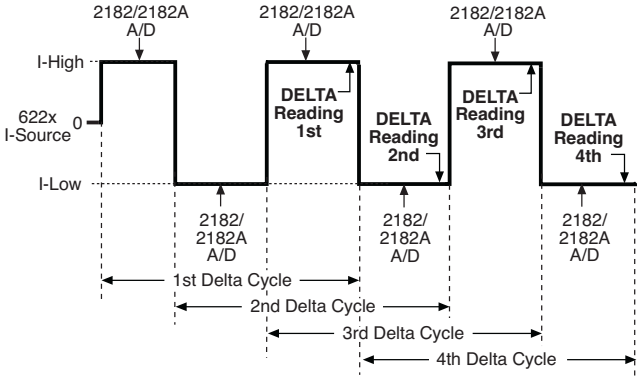 2182/2182A
A/D
2182/2182A
A/D
2182/2182A
A/D
I-High
622x
I-Source
0
I-Low
DELTA
Reading
1st
DELTA
Reading
2nd
DELTA
Reading
3rd
DELTA
Reading
4th
2182/
2182A
A/D
2182/
2182A
A/D
2182/
2182A
A/D
1st Delta Cycle
2nd Delta Cycle
3rd Delta Cycle
4th Delta Cycle